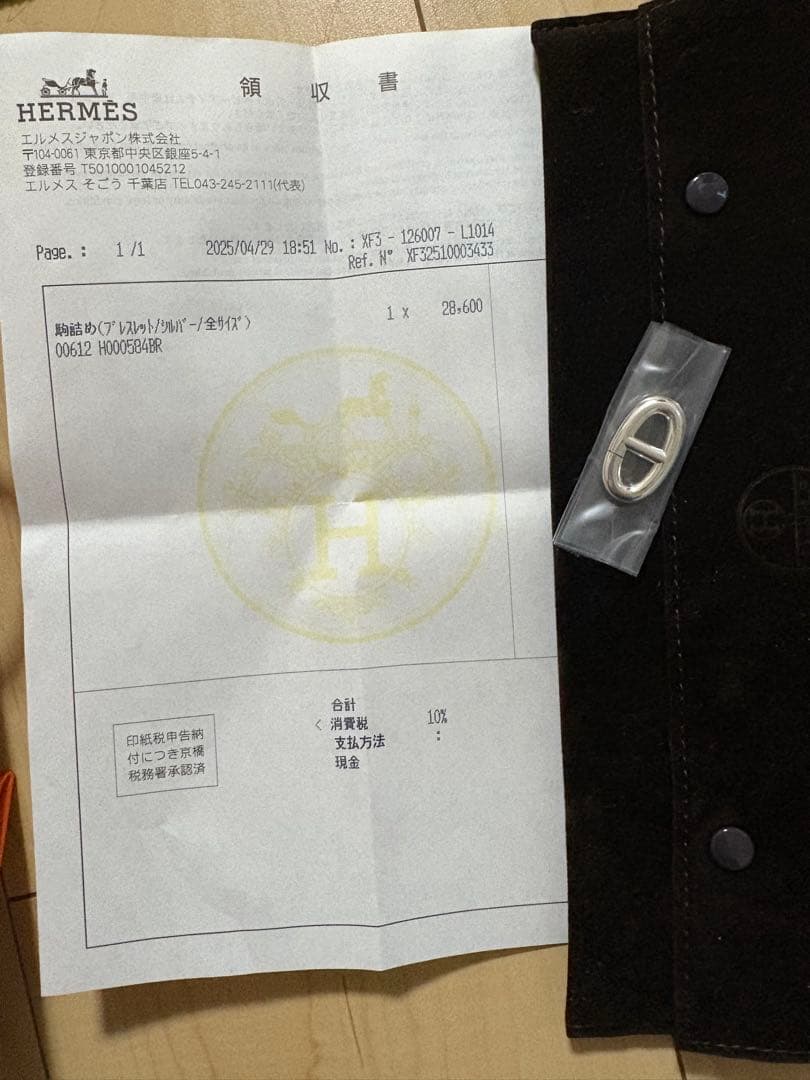 HERMÈS
領収書
エルメスジャポン株式会社
〒104-0061 東京都中央区銀座5-4-1
登録番号 T5010001045212
エルメス そごう 千葉店 TEL043-245-2111(代表)
Page. : 1 /1 2025/04/29 18:51 No. : XF3 - 126007 - L1014
Ref. N° XF32510003433
駒詰め(ﾌﾞﾚｽﾚｯﾄ/ｼﾙﾊﾞｰ/全ｻｲｽﾞ) 1 X 28,600
00612 H000584BR
H
合計
< 消費税 10%
支払方法 :
現金
印紙税申告納
付につき京橋
税務署承認済
H